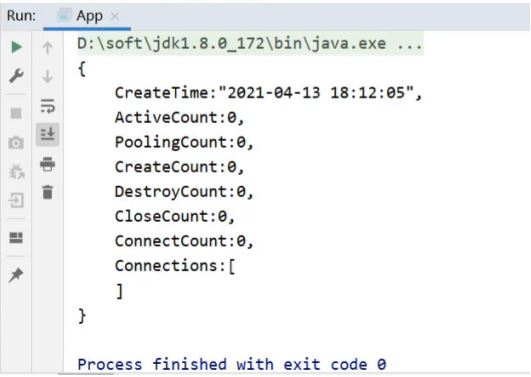 Run: App ×
D:\soft\jdk1.8.0_172\bin\java.exe ...
{
    CreateTime:"2021-04-13 18:12:05",
    ActiveCount:0,
    PoolingCount:0,
    CreateCount:0,
    DestroyCount:0,
    CloseCount:0,
    ConnectCount:0,
    Connections:[
    ]
}
Process finished with exit code 0